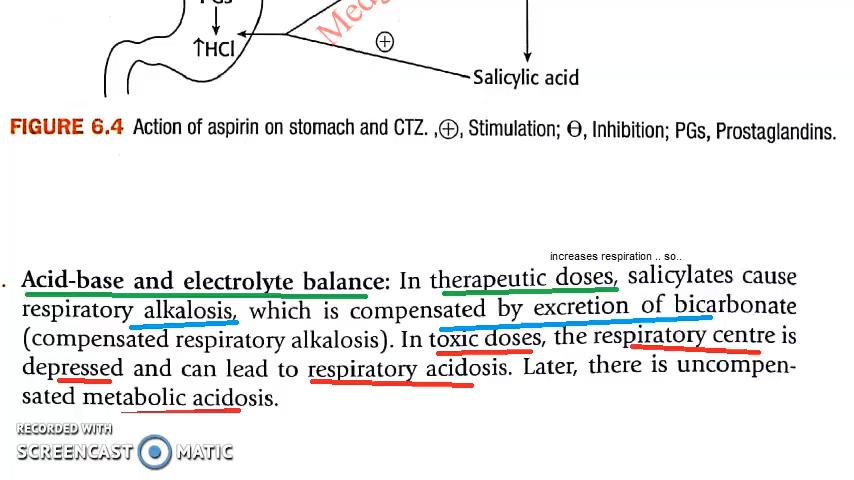 PGs
↑HCl
Med
⊕
Salicylic acid
FIGURE 6.4 Action of aspirin on stomach and CTZ. ,⊕, Stimulation; Ɵ, Inhibition; PGs, Prostaglandins.
increases respiration .. so..
. Acid-base and electrolyte balance: In therapeutic doses, salicylates cause
respiratory alkalosis, which is compensated by excretion of bicarbonate
(compensated respiratory alkalosis). In toxic doses, the respiratory centre is
depressed and can lead to respiratory acidosis. Later, there is uncompen-
sated metabolic acidosis.
RECORDED WITH
SCREENCAST MATIC